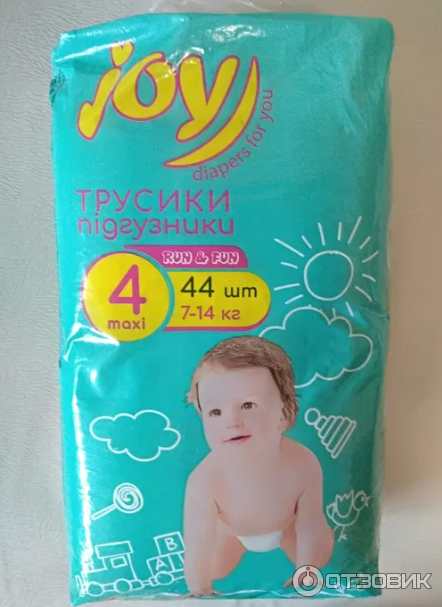 joy
diapers for you
ТРУСИКИ
підгузники
RUN & FUN
4
maxi
44 шт
7-14 кг
B
A
ОТЗОВИК